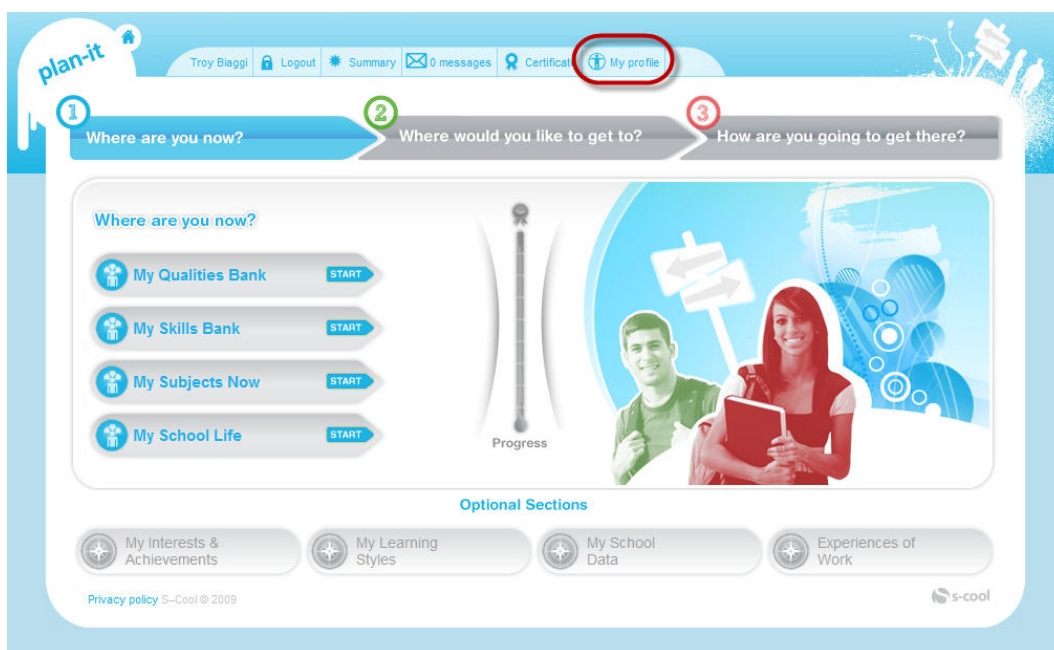 plan-it
Troy Biaggi Logout Summary 0 messages Certificate My profile
1 2 3
Where are you now? Where would you like to get to? How are you going to get there?
Where are you now?
My Qualities Bank START
My Skills Bank START
My Subjects Now START
My School Life START
Progress
Optional Sections
My Interests & Achievements
My Learning Styles
My School Data
Experiences of Work
Privacy policy S-Cool © 2009
s-cool